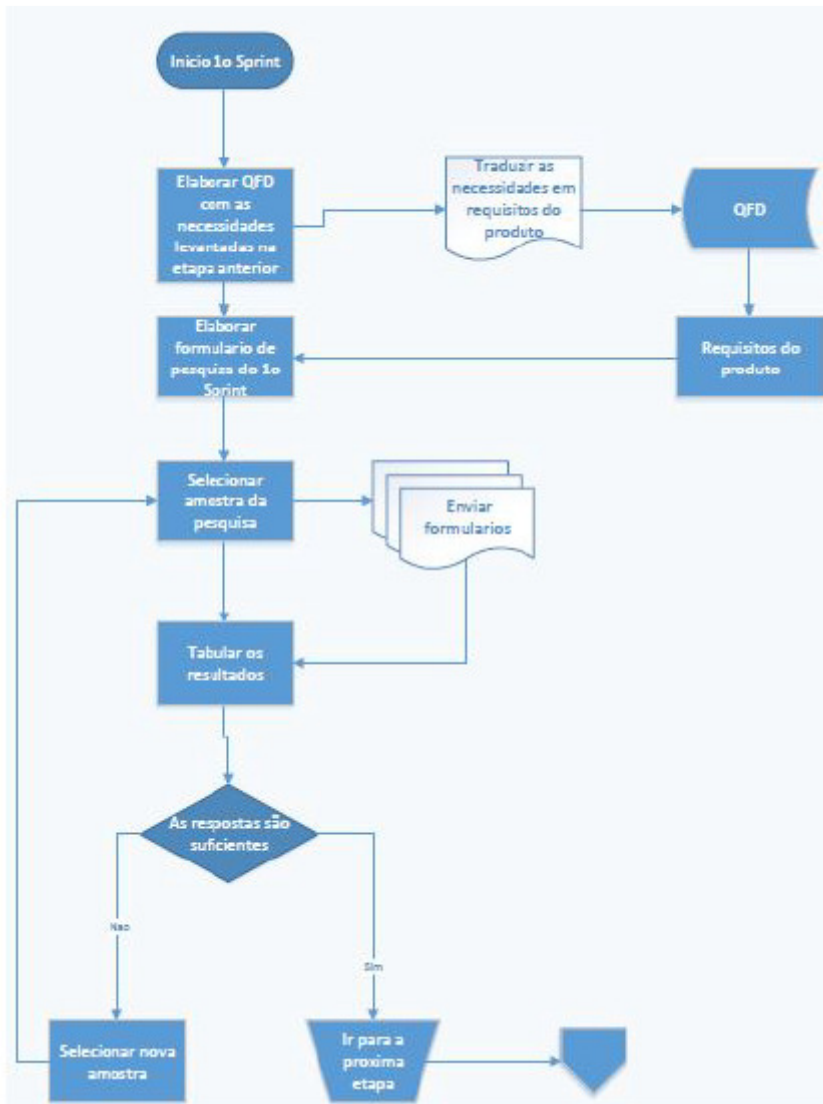 Inicio 1o Sprint
Elaborar QFD
com as
necessidades
levantadas na
etapa anterior
Traduzir as
necessidades em
requisitos do
produto
QFD
Elaborar
formulario de
pesquiza do 1o
Sprint
Requisitos do
produto
Selecionar
amostra da
pesquisa
Enviar
formularios
Tabular os
resultados
As respostas são
suficientes
Nao
Sim
Selecionar nova
amostra
Ir para a
proxima
etapa